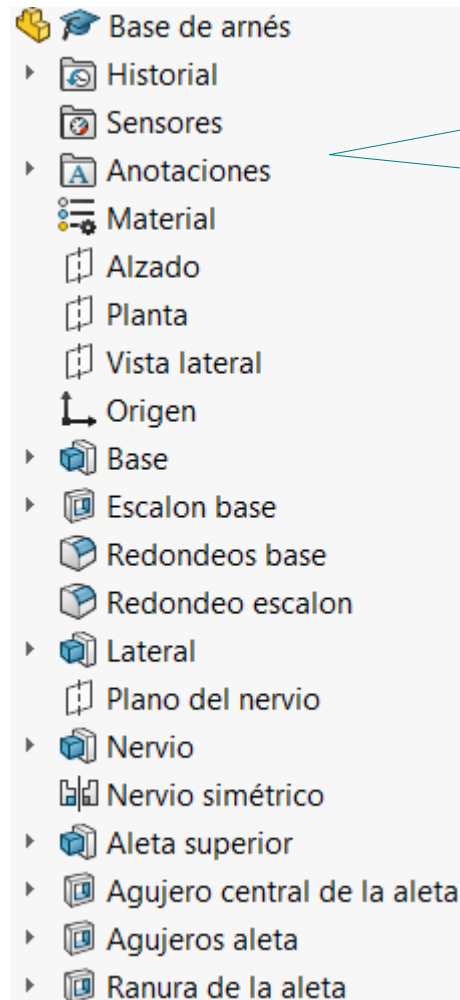 Base de arnés
Historial
Sensores
Anotaciones
Material
Alzado
Planta
Vista lateral
Origen
Base
Escalon base
Redondeos base
Redondeo escalon
Lateral
Plano del nervio
Nervio
Nervio simétrico
Aleta superior
Agujero central de la aleta
Agujeros aleta
Ranura de la aleta